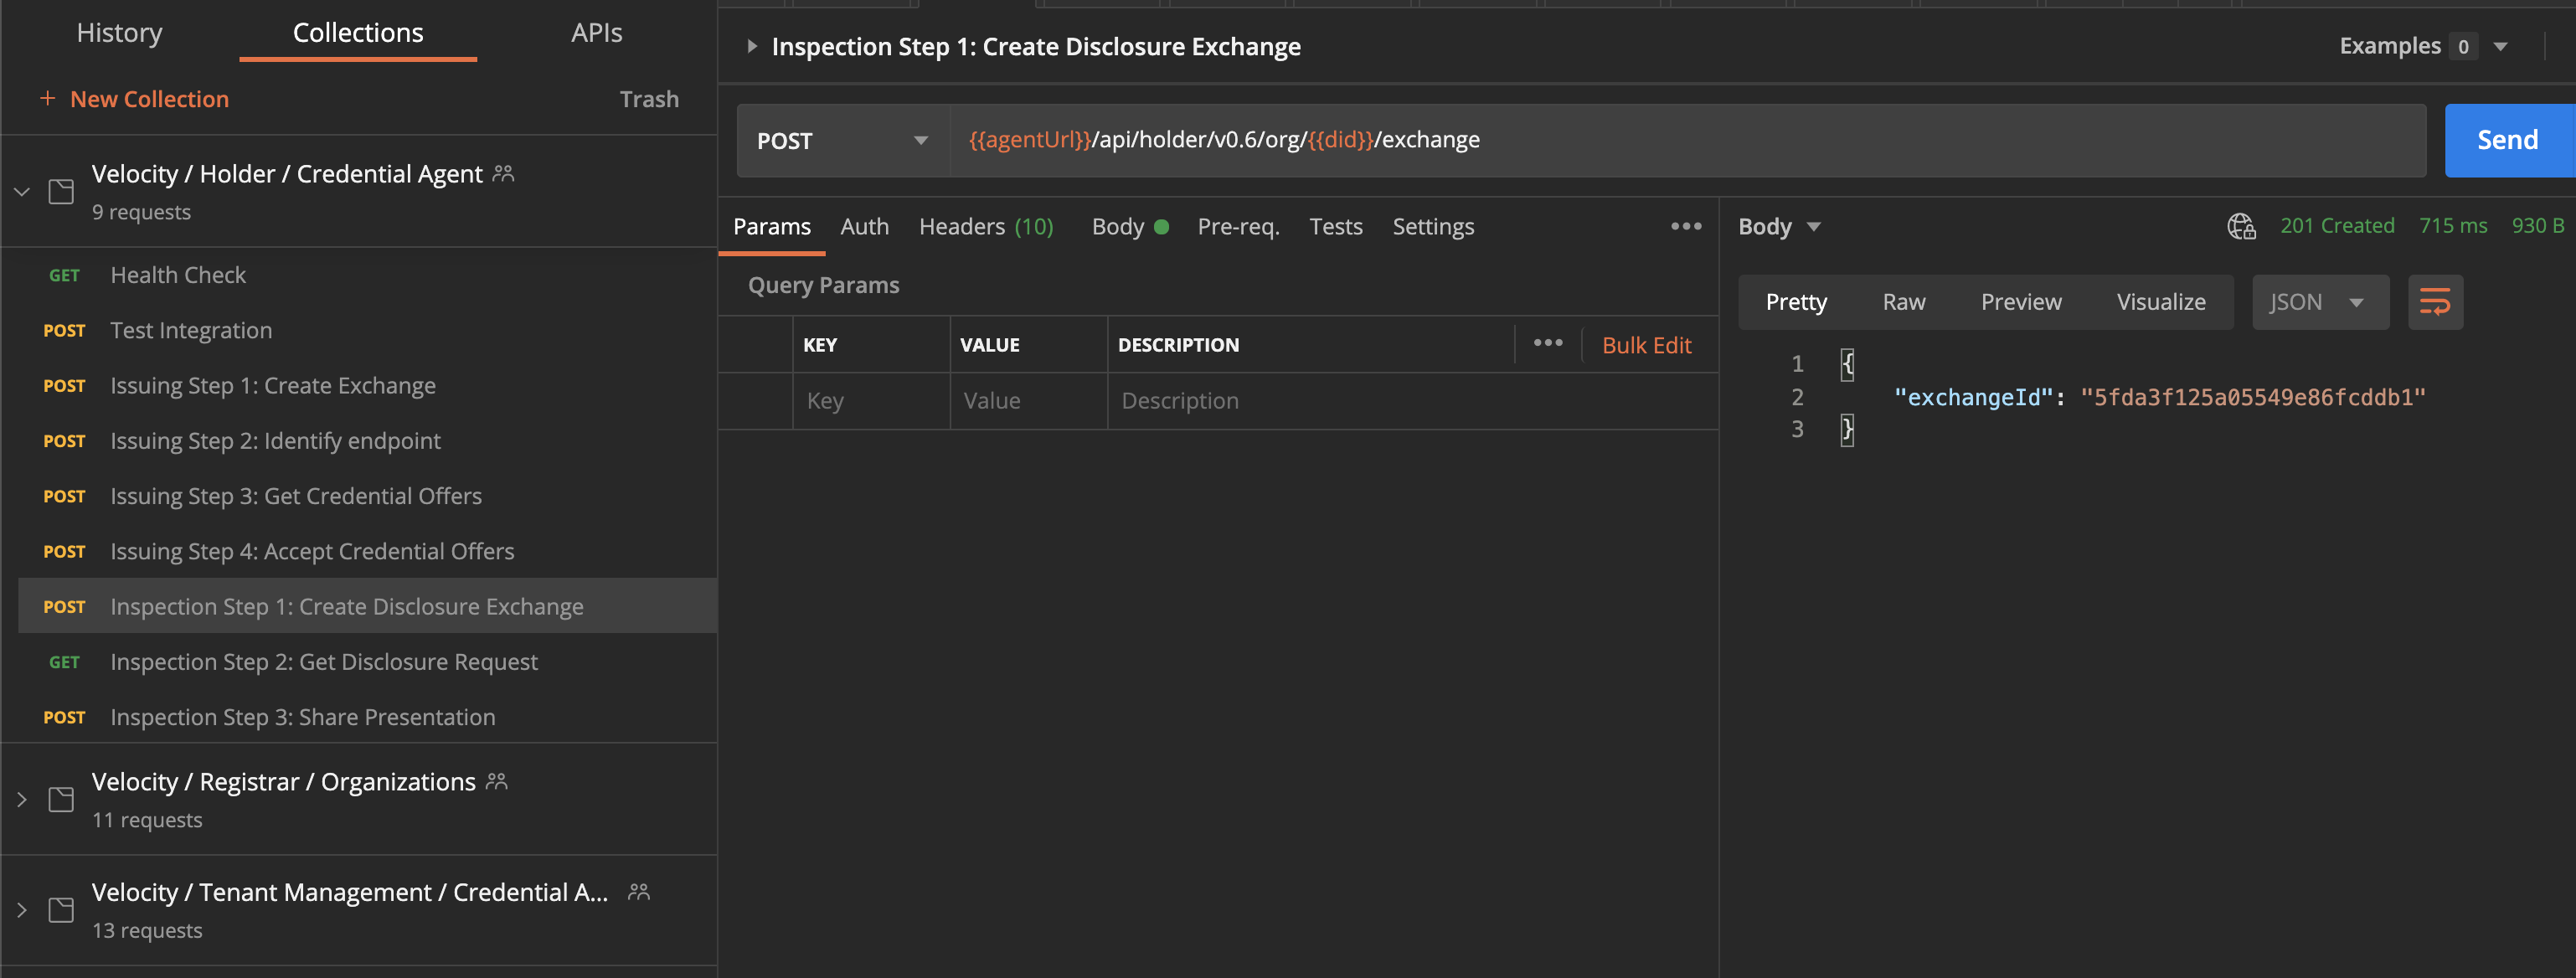 History Collections APIs
+ New Collection Trash
Velocity / Holder / Credential Agent
9 requests
GET Health Check
POST Test Integration
POST Issuing Step 1: Create Exchange
POST Issuing Step 2: Identify endpoint
POST Issuing Step 3: Get Credential Offers
POST Issuing Step 4: Accept Credential Offers
POST Inspection Step 1: Create Disclosure Exchange
GET Inspection Step 2: Get Disclosure Request
POST Inspection Step 3: Share Presentation
Velocity / Registrar / Organizations
11 requests
Velocity / Tenant Management / Credential A...
13 requests
Inspection Step 1: Create Disclosure Exchange
Examples 0
POST {{agentUrl}}/api/holder/v0.6/org/{{did}}/exchange
Send
Params Auth Headers (10) Body Pre-req. Tests Settings
Query Params
KEY VALUE DESCRIPTION ••• Bulk Edit
Key Value Description
Body 201 Created 715 ms 930 B
Pretty Raw Preview Visualize JSON
1 {
2 "exchangeId": "5fda3f125a05549e86fcddb1"
3 }